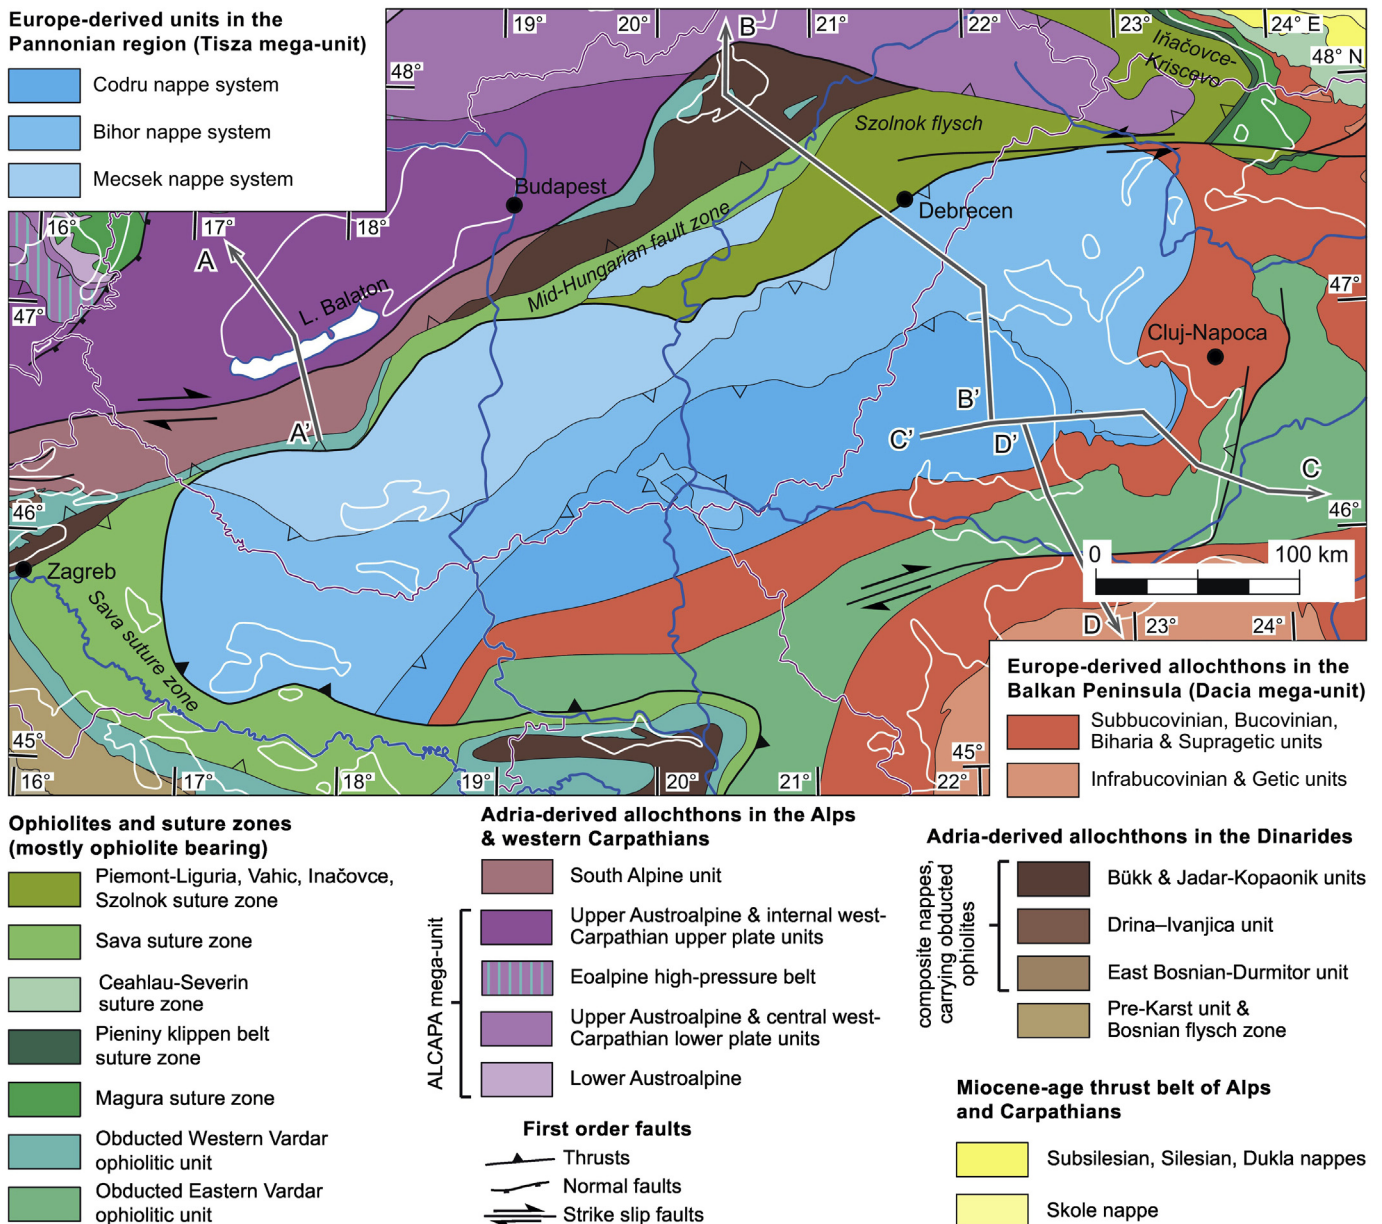 Europe-derived units in the
Pannonian region (Tisza mega-unit)
Codru nappe system
Bihor nappe system
Mecsek nappe system
19°
20°
B
21°
22°
23°
24° E
48° N
48°
Iňačovce-
Kriscevo
Szolnok flysch
Budapest
Debrecen
16°
17°
18°
A
Mid-Hungarian fault zone
L. Balaton
47°
47°
Cluj-Napoca
A'
B'
C'
D'
C
46°
46°
Zagreb
Sava suture zone
0
100 km
D
23°
24°
45°
45°
16°
17°
18°
19°
20°
21°
22°
Europe-derived allochthons in the
Balkan Peninsula (Dacia mega-unit)
Subbucovinian, Bucovinian,
Biharia & Supragetic units
Infrabucovinian & Getic units
Ophiolites and suture zones
(mostly ophiolite bearing)
Piemont-Liguria, Vahic, Inačovce,
Szolnok suture zone
Sava suture zone
Ceahlau-Severin
suture zone
Pieniny klippen belt
suture zone
Magura suture zone
Obducted Western Vardar
ophiolitic unit
Obducted Eastern Vardar
ophiolitic unit
Adria-derived allochthons in the Alps
& western Carpathians
South Alpine unit
ALCAPA mega-unit
Upper Austroalpine & internal west-
Carpathian upper plate units
Eoalpine high-pressure belt
Upper Austroalpine & central west-
Carpathian lower plate units
Lower Austroalpine
First order faults
Thrusts
Normal faults
Strike slip faults
Adria-derived allochthons in the Dinarides
composite nappes,
carrying obducted
ophiolites
Bükk & Jadar-Kopaonik units
Drina–Ivanjica unit
East Bosnian-Durmitor unit
Pre-Karst unit &
Bosnian flysch zone
Miocene-age thrust belt of Alps
and Carpathians
Subsilesian, Silesian, Dukla nappes
Skole nappe